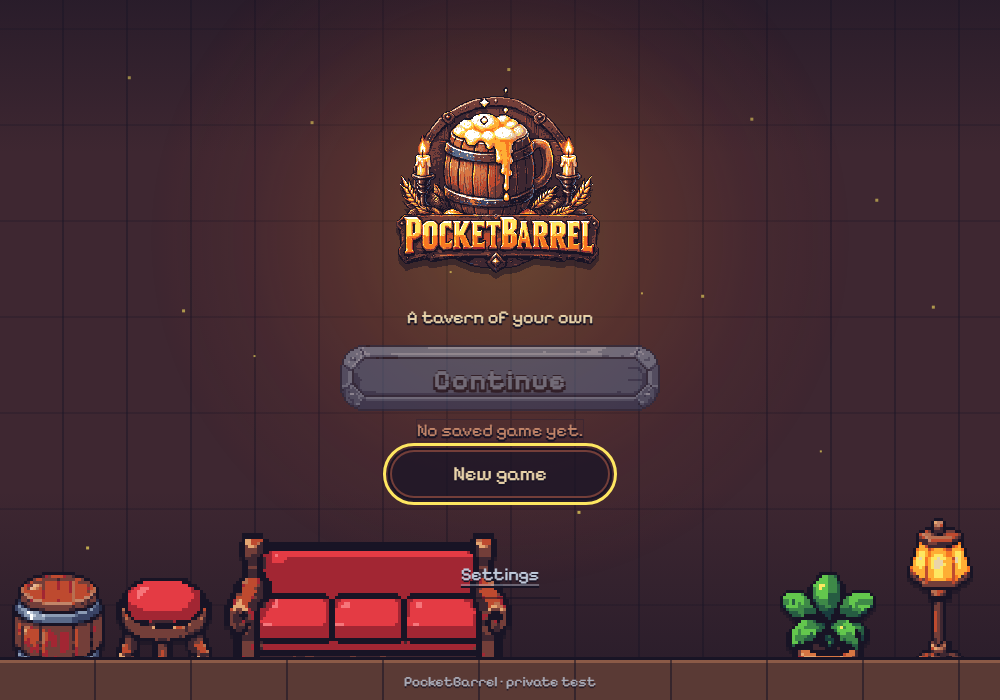 POCKETBARREL
A tavern of your own
Continue
No saved game yet.
New game
Settings
PocketBarrel · private test